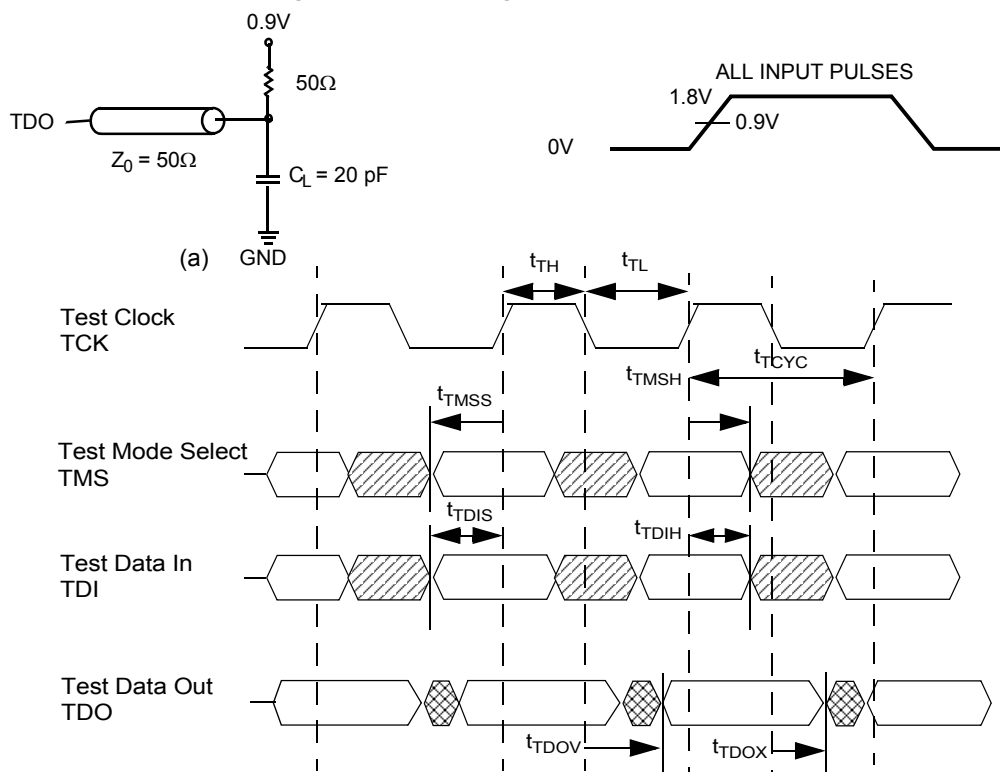 0.9V
50Ω
TDO
Z0 = 50Ω
CL = 20 pF
(a) GND
ALL INPUT PULSES
1.8V
0.9V
0V
tTH
tTL
Test Clock
TCK
tTCYC
tTMSH
tTMSS
Test Mode Select
TMS
tTDIS
tTDIH
Test Data In
TDI
Test Data Out
TDO
tTDOV
tTDOX